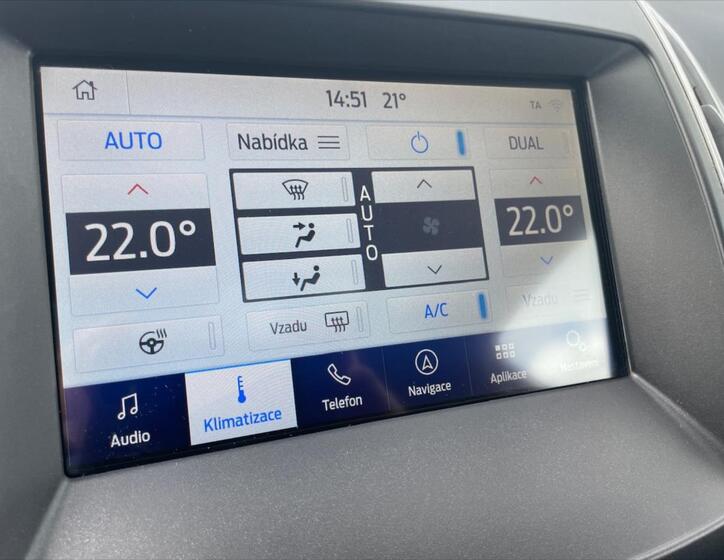 14:51 21° TA
AUTO Nabídka DUAL
22.0° AUTO 22.0°
Vzadu A/C Vzadu
Audio Klimatizace Telefon Navigace Aplikace Nastavení